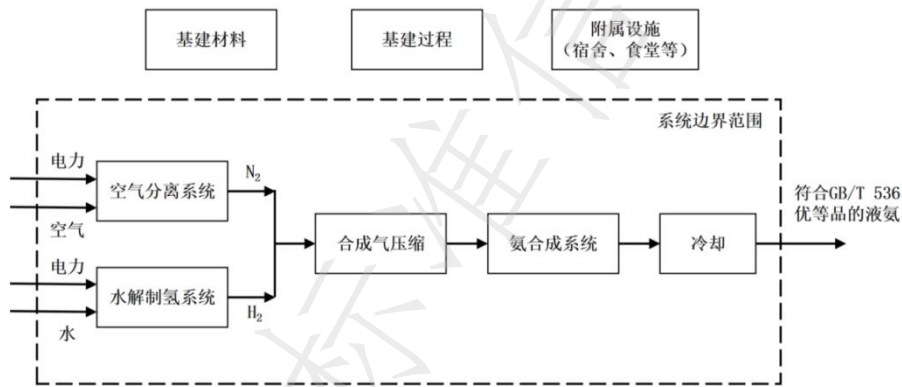 基建材料
基建过程
附属设施
（宿舍、食堂等）
系统边界范围
电力
空气分离系统
N₂
空气
符合GB/T 536
优等品的液氨
合成气压缩
氨合成系统
冷却
电力
水解制氢系统
H₂
水
标准信